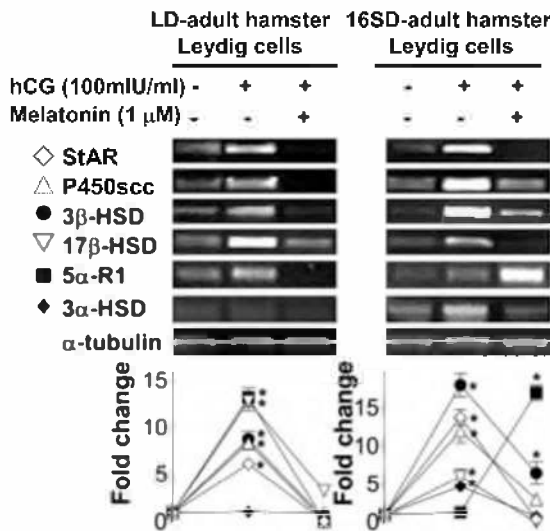 LD-adult hamster 16SD-adult hamster
Leydig cells Leydig cells
hCG (100mIU/ml) - + + - + +
Melatonin (1 μM) - - + - - +
◇ StAR
△ P450scc
● 3β-HSD
▽ 17β-HSD
■ 5α-R1
◆ 3α-HSD
α-tubulin
Fold change
15
10
5
0
* * * * *
Fold change
15
10
5
0
* * * * * * *